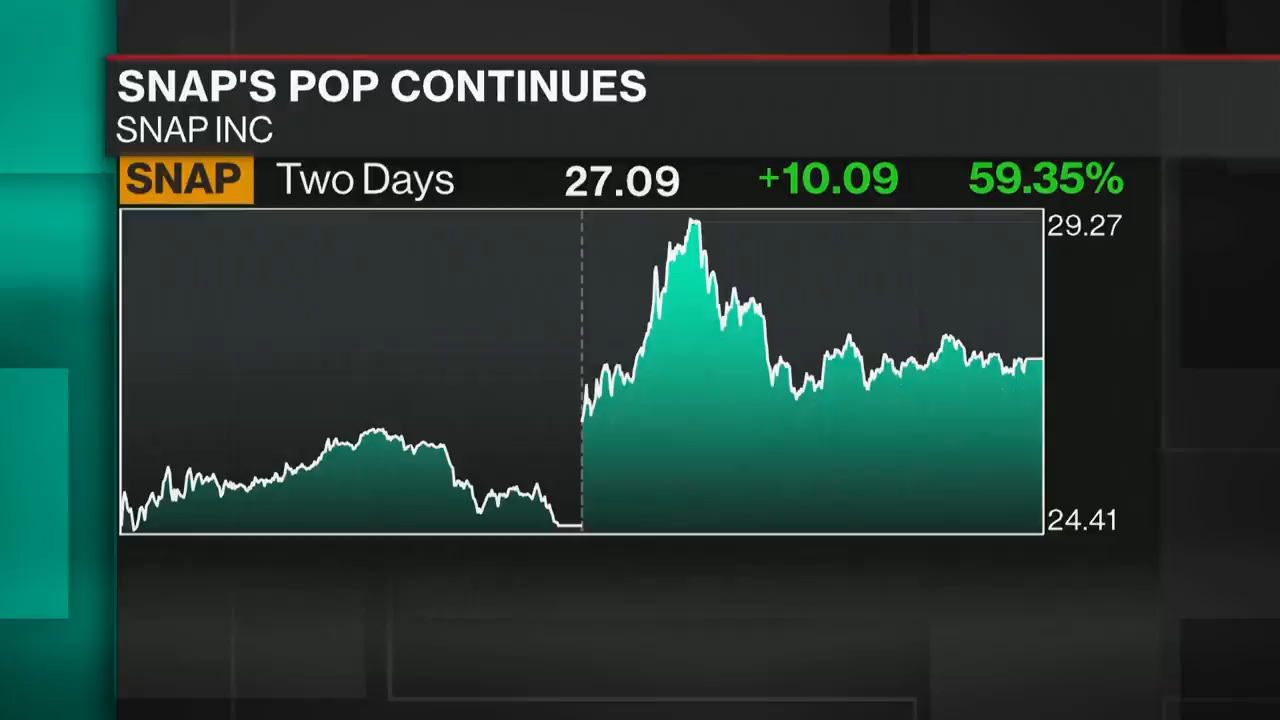 SNAP'S POP CONTINUES
SNAP INC
SNAP Two Days 27.09 +10.09 59.35%
29.27
24.41